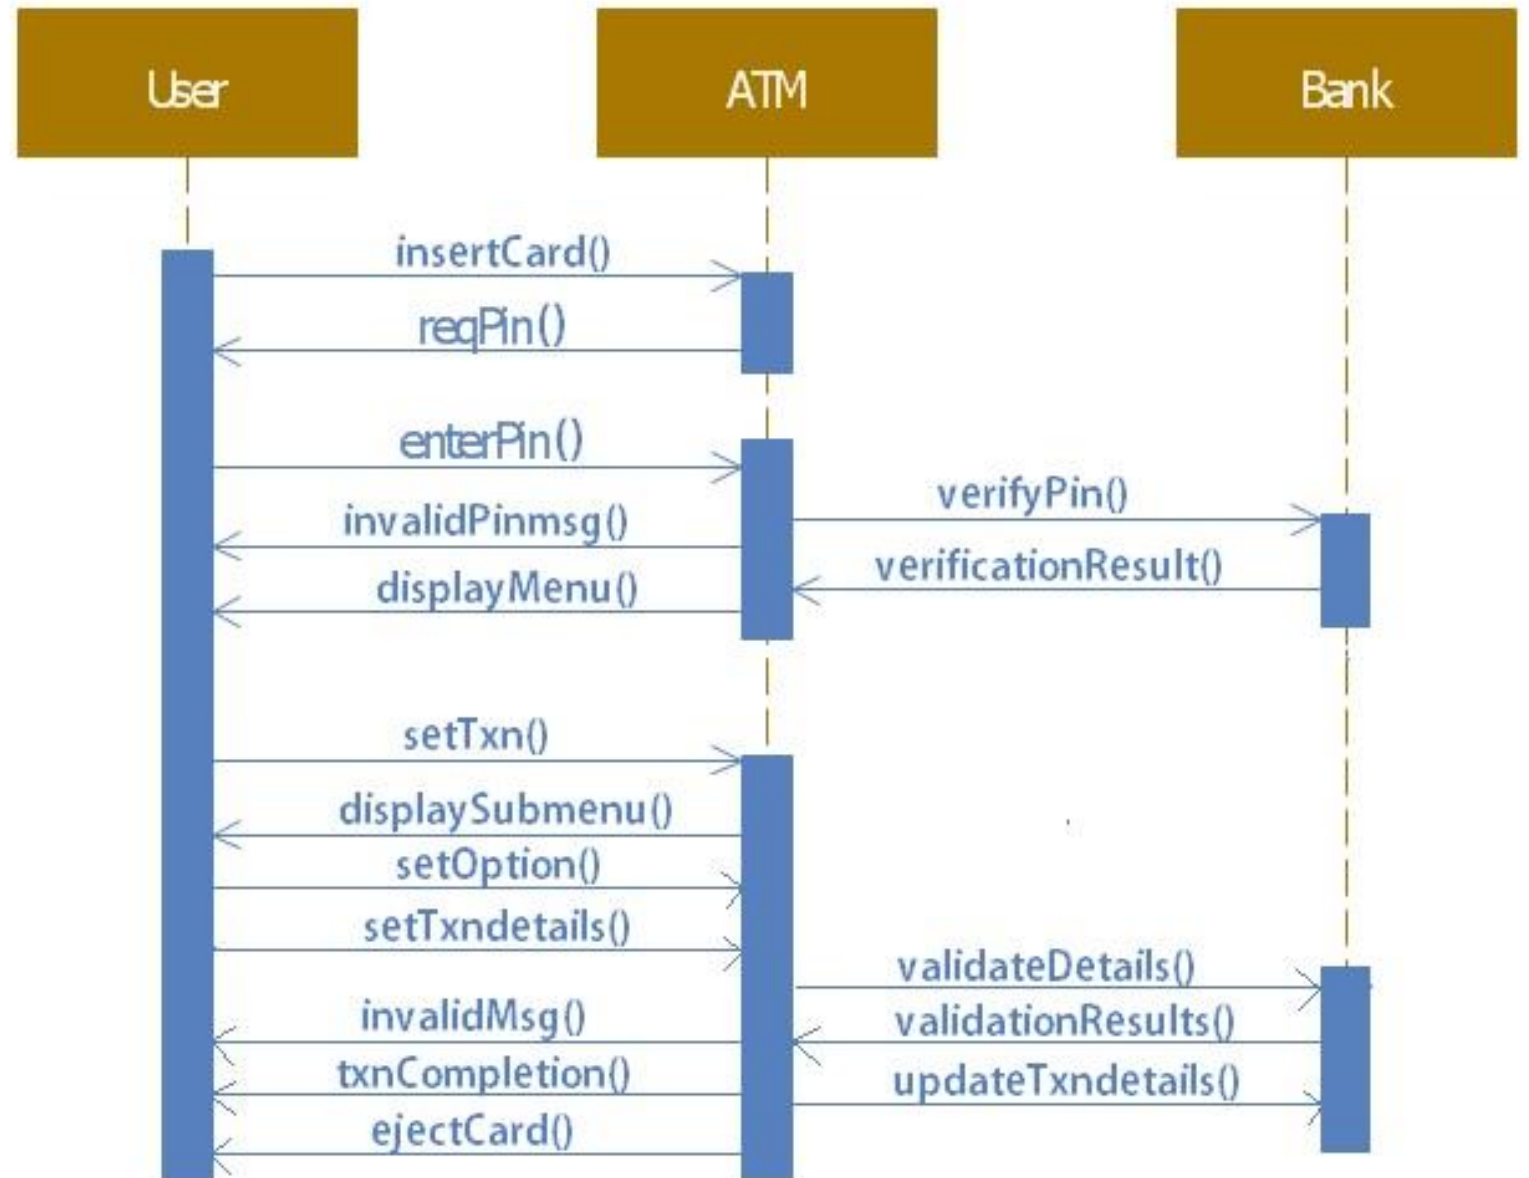 User
ATM
Bank
insertCard()
reqPin()
enterPin()
verifyPin()
invalidPinmsg()
verificationResult()
displayMenu()
setTxn()
displaySubmenu()
setOption()
setTxndetails()
validateDetails()
invalidMsg()
validationResults()
txnCompletion()
updateTxndetails()
ejectCard()